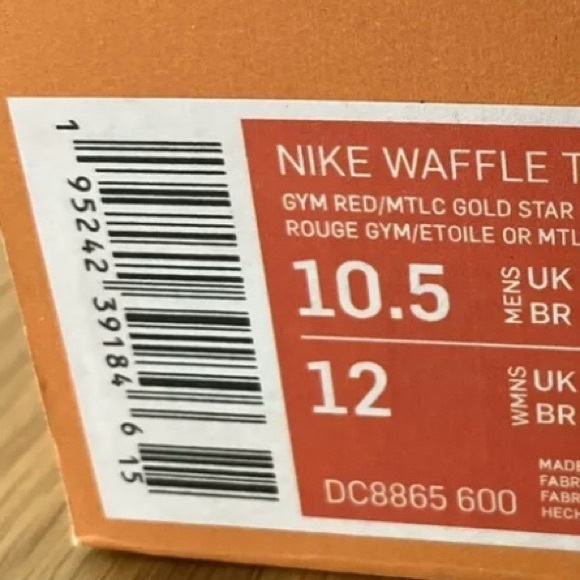 1 95242 39184 6 15
NIKE WAFFLE T
GYM RED/MTLC GOLD STAR
ROUGE GYM/ETOILE OR MTL
10.5
MENS
UK
BR
12
WMNS
UK
BR
DC8865 600
MADE
FABR
FABR
HECH